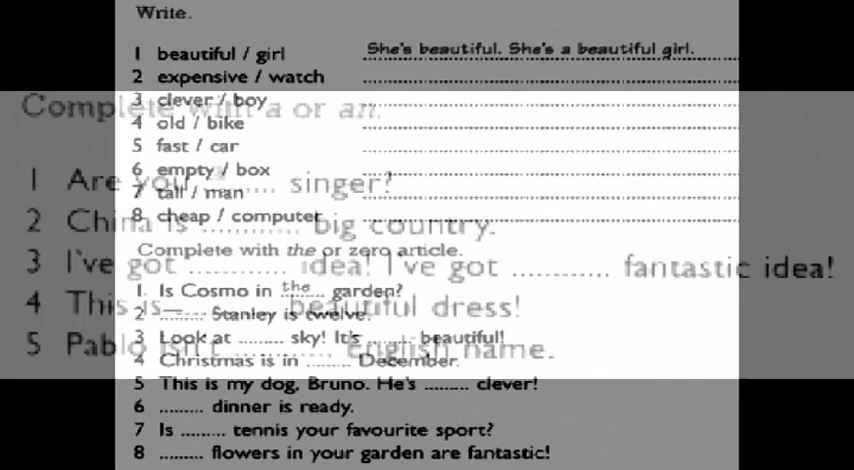 Write.
1 beautiful / girl She's beautiful. She's a beautiful girl.
2 expensive / watch
3 clever / boy
4 old / bike
5 fast / car
6 empty / box
7 tall / man
8 cheap / computer
Complete with the or zero article.
1. Is Cosmo in the garden?
2 ......... Stanley is twelve.
3 Look at ......... sky! It's ......... beautiful!
4 Christmas is in ......... December.
5 This is my dog, Bruno. He's ......... clever!
6 ......... dinner is ready.
7 Is ......... tennis your favourite sport?
8 ......... flowers in your garden are fantastic!
Complete with a or an.
1 Are you ............ singer?
2 China is ............ big country.
3 I've got ............ idea! I've got ............ fantastic idea!
4 This is ............ beautiful dress!
5 Pablo isn't ............ English name.